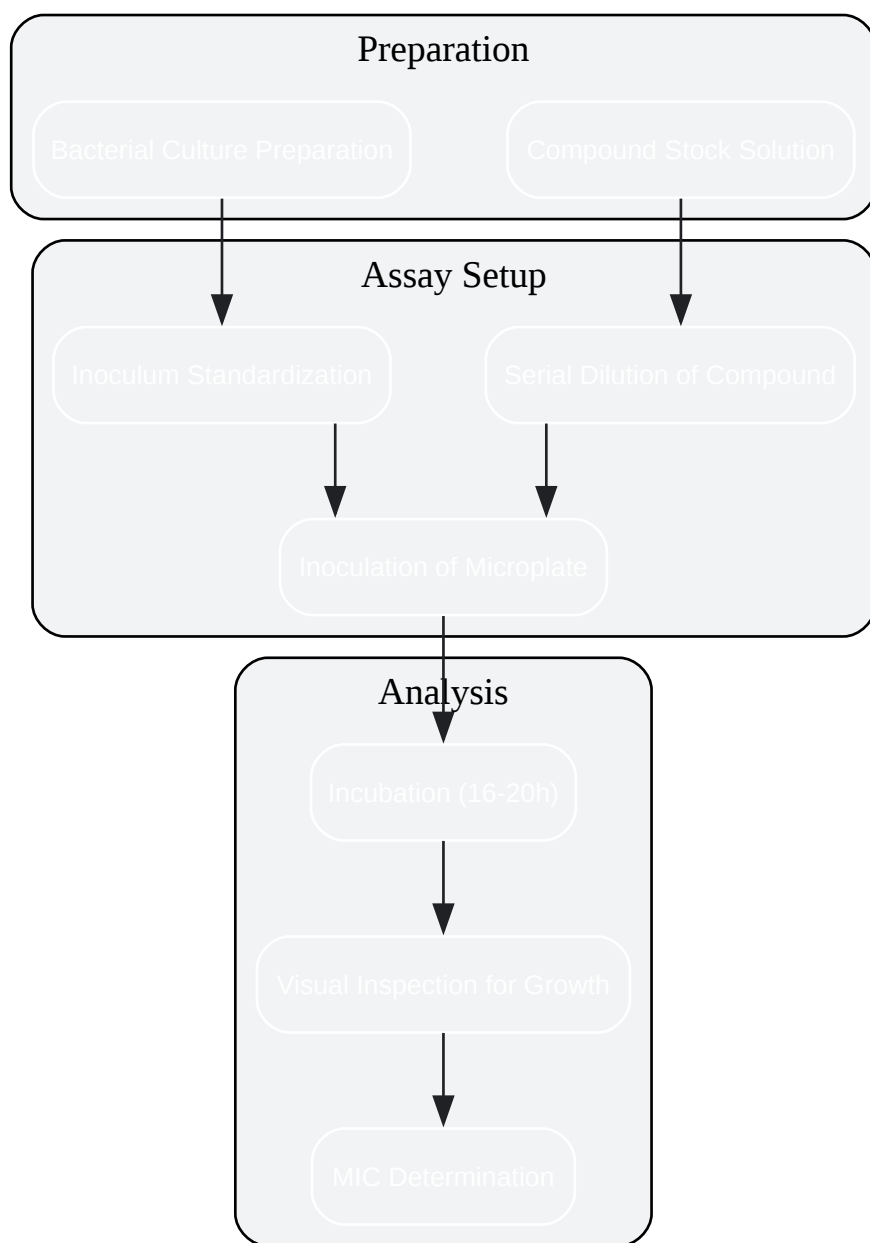 Preparation
Bacterial Culture Preparation
Compound Stock Solution
Assay Setup
Inoculum Standardization
Serial Dilution of Compound
Inoculation of Microplate
Analysis
Incubation (16-20h)
Visual Inspection for Growth
MIC Determination